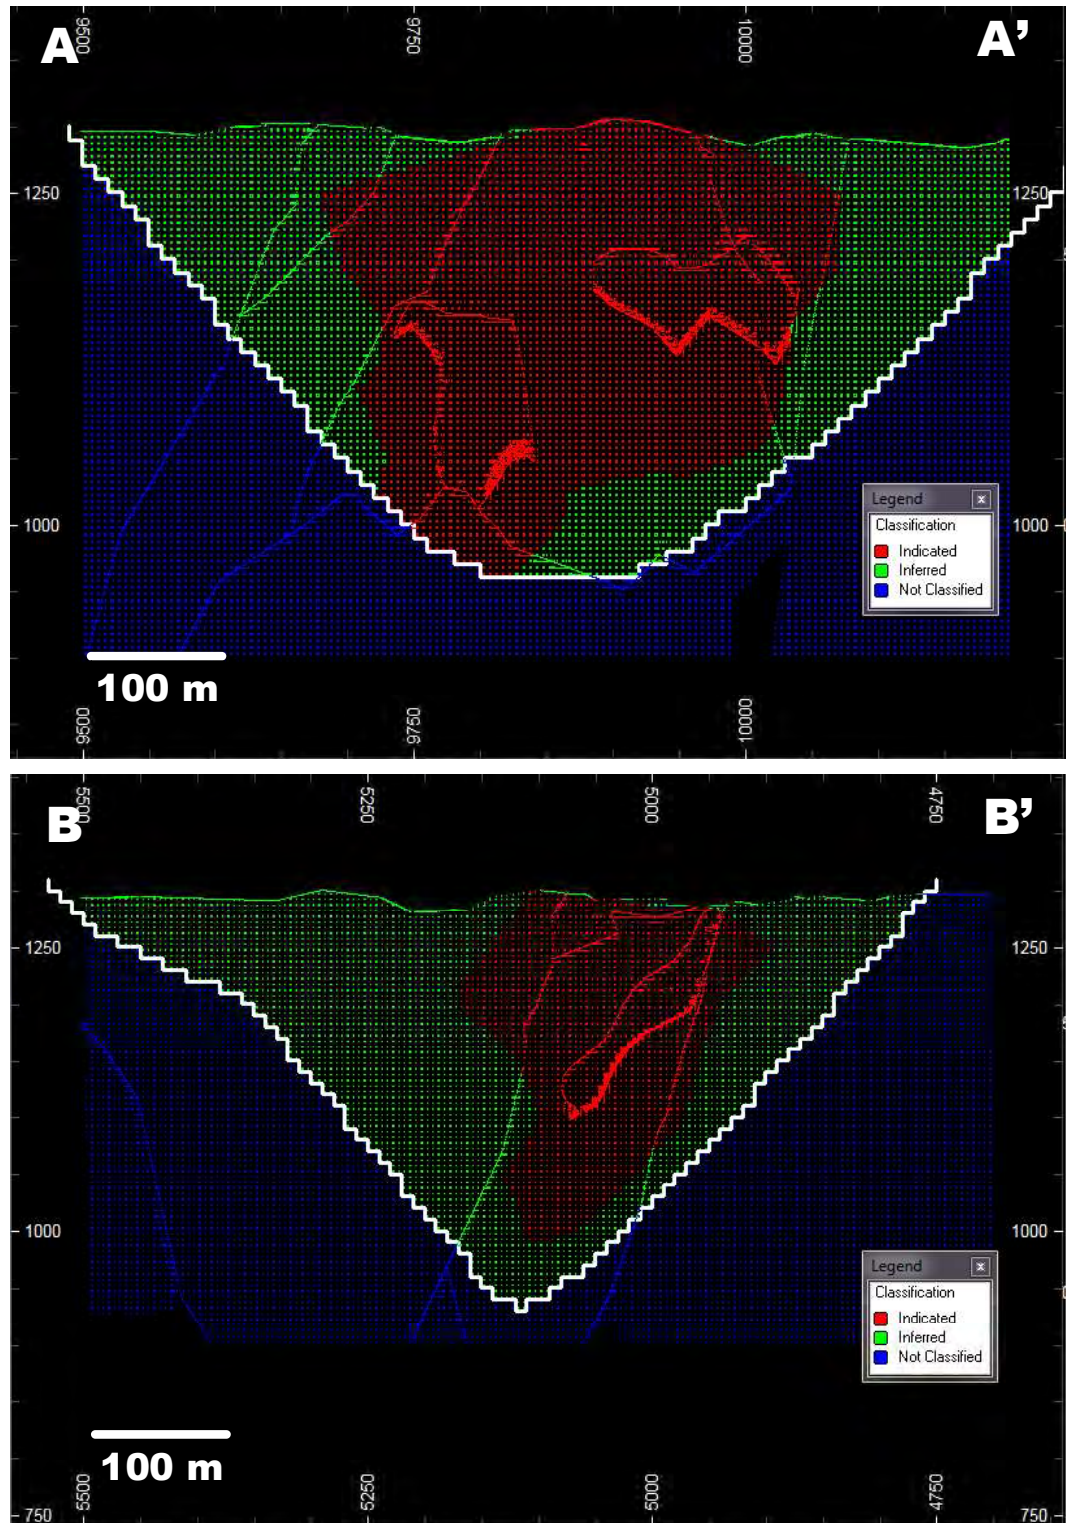 A
A'
9500
9750
10000
1250
1250
1000
1000
Legend
x
Classification
Indicated
Inferred
Not Classified
100 m
9500
9750
10000
B
B'
5500
5250
5000
4750
1250
1250
1000
1000
Legend
x
Classification
Indicated
Inferred
Not Classified
100 m
5500
5250
5000
4750
750
750